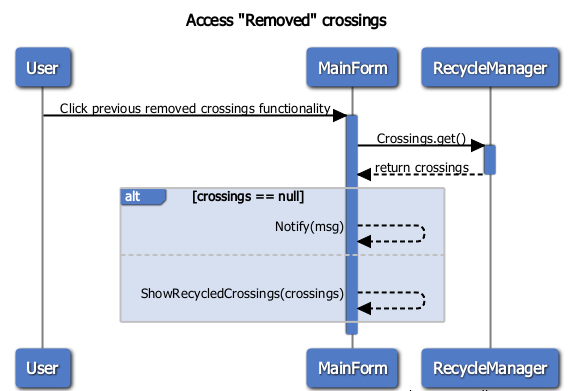 Access "Removed" crossings
User MainForm RecycleManager
Click previous removed crossings functionality
Crossings.get()
return crossings
alt [crossings == null]
Notify(msg)
ShowRecycledCrossings(crossings)
User MainForm RecycleManager